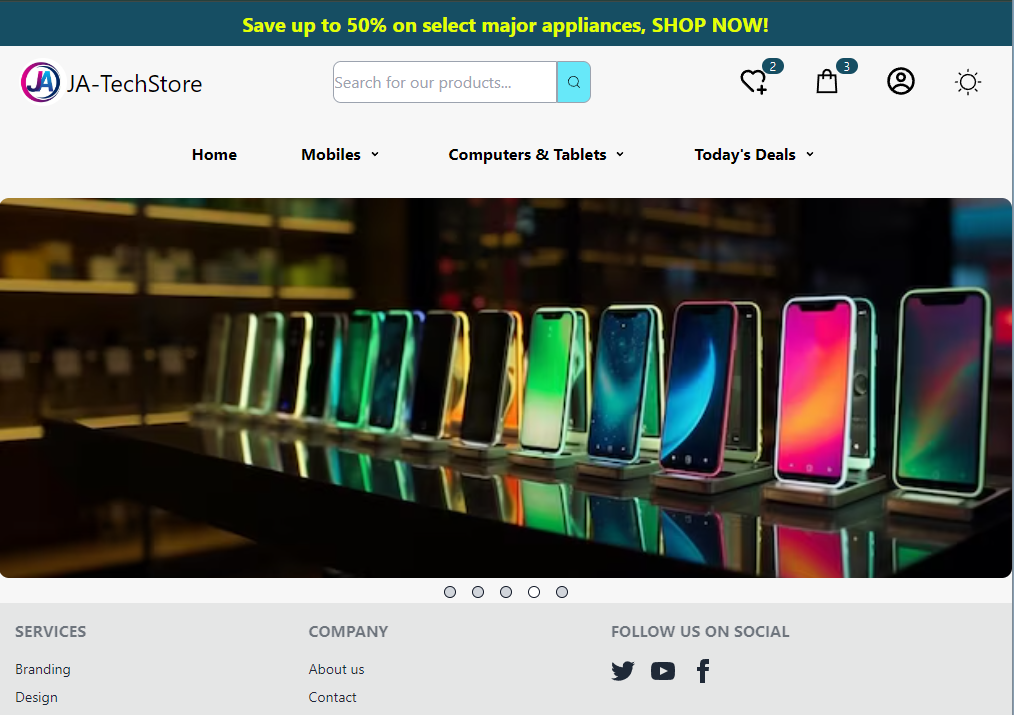 Save up to 50% on select major appliances, SHOP NOW!
JA JA-TechStore
Search for our products...
2
3
Home Mobiles Computers & Tablets Today's Deals
SERVICES COMPANY FOLLOW US ON SOCIAL
Branding About us
Design Contact